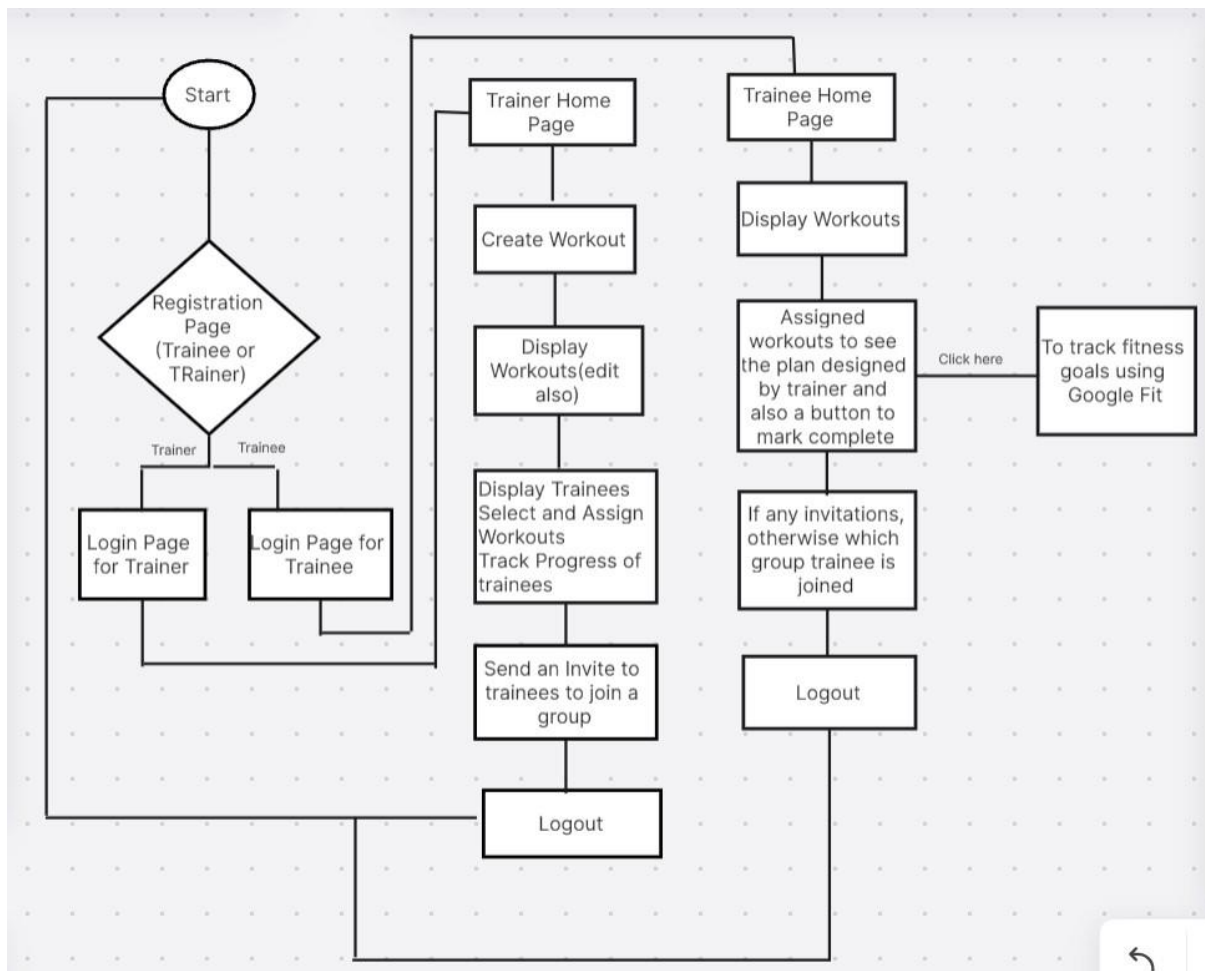 Start
Registration
Page
(Trainee or
TRainer)
Trainer
Trainee
Login Page
for Trainer
Login Page for
Trainee
Trainer Home
Page
Create Workout
Display
Workouts(edit
also)
Display Trainees
Select and Assign
Workouts
Track Progress of
trainees
Send an Invite to
trainees to join a
group
Logout
Trainee Home
Page
Display Workouts
Assigned
workouts to see
the plan designed
by trainer and
also a button to
mark complete
Click here
To track fitness
goals using
Google Fit
If any invitations,
otherwise which
group trainee is
joined
Logout